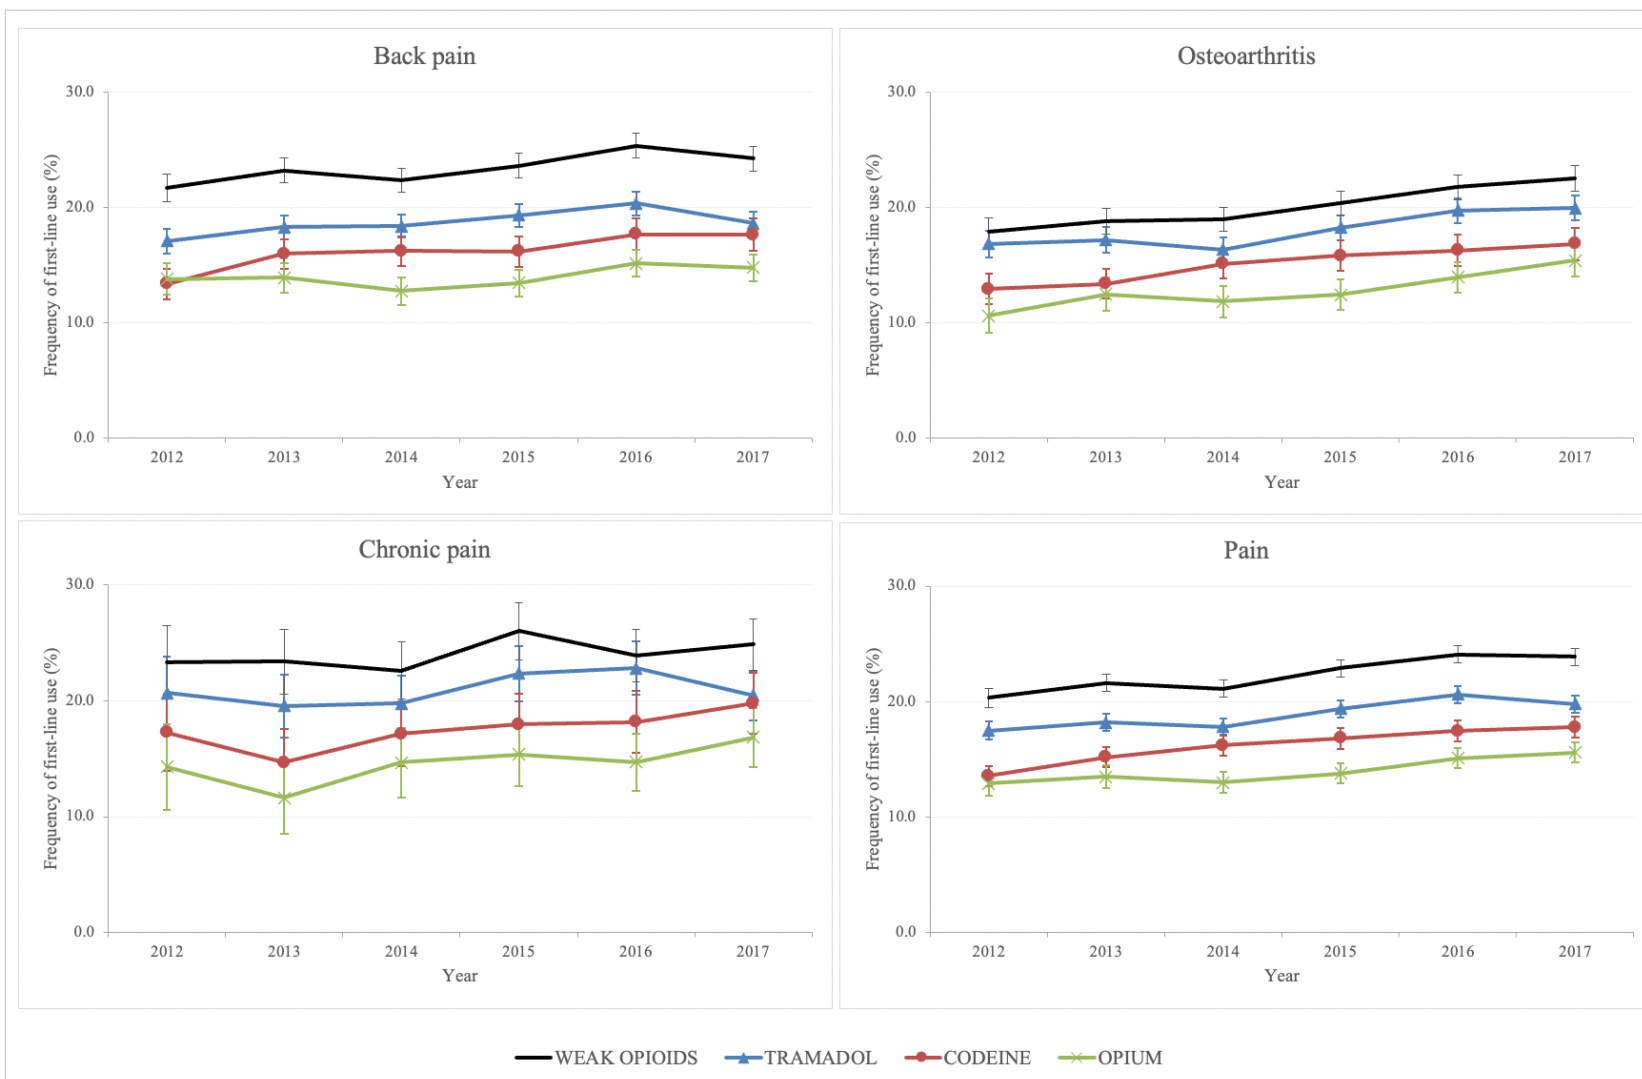 Back pain
Frequency of first-line use (%)
30.0
20.0
10.0
0.0
2012 2013 2014 2015 2016 2017
Year
Osteoarthritis
Frequency of first-line use (%)
30.0
20.0
10.0
0.0
2012 2013 2014 2015 2016 2017
Year
Chronic pain
Frequency of first-line use (%)
30.0
20.0
10.0
0.0
2012 2013 2014 2015 2016 2017
Year
Pain
Frequency of first-line use (%)
30.0
20.0
10.0
0.0
2012 2013 2014 2015 2016 2017
Year
WEAK OPIOIDS TRAMADOL CODEINE OPIUM